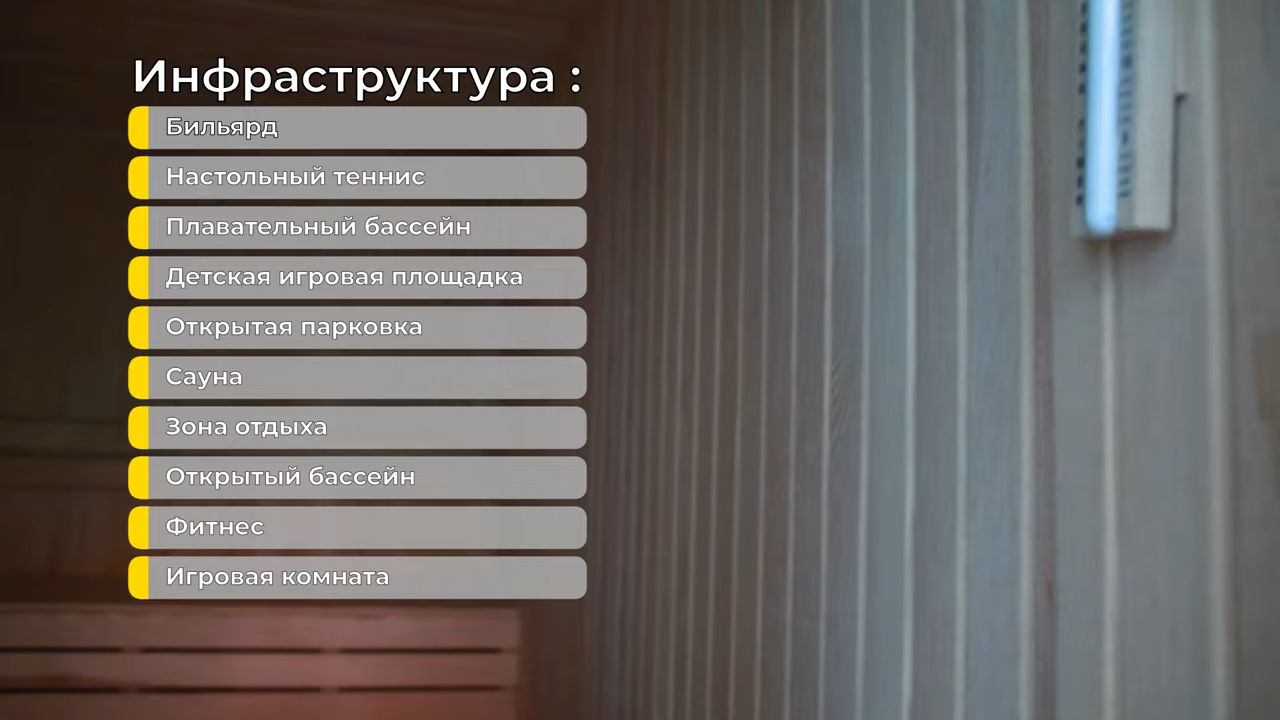 Инфраструктура :
Бильярд
Настольный теннис
Плавательный бассейн
Детская игровая площадка
Открытая парковка
Сауна
Зона отдыха
Открытый бассейн
Фитнес
Игровая комната